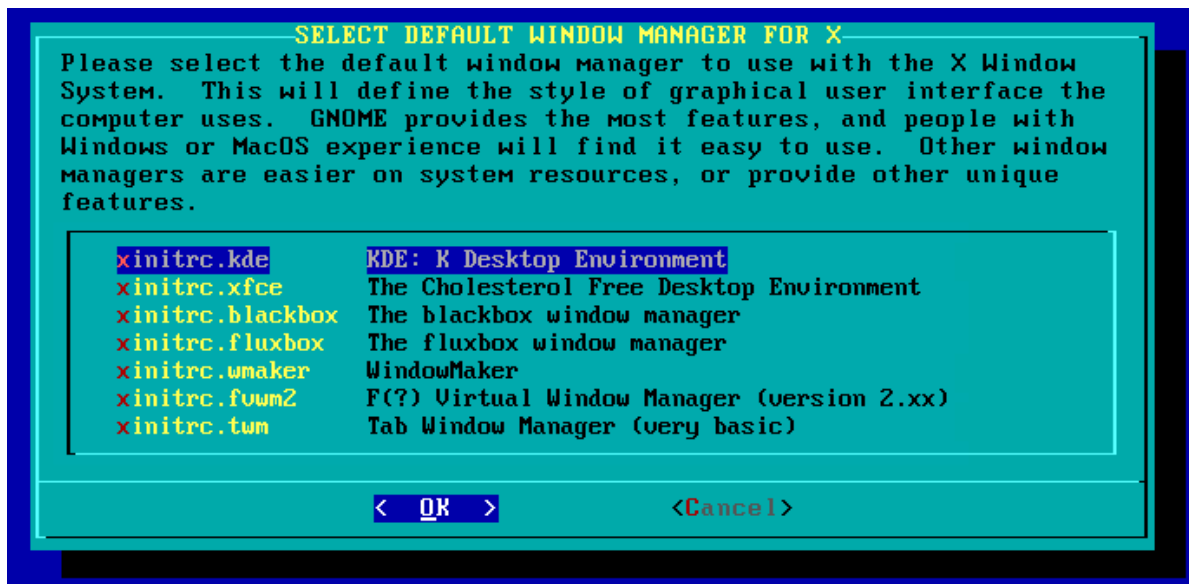 SELECT DEFAULT WINDOW MANAGER FOR X
Please select the default window manager to use with the X Window
System.  This will define the style of graphical user interface the
computer uses.  GNOME provides the most features, and people with
Windows or MacOS experience will find it easy to use.  Other window
managers are easier on system resources, or provide other unique
features.
xinitrc.kde KDE: K Desktop Environment
xinitrc.xfce The Cholesterol Free Desktop Environment
xinitrc.blackbox The blackbox window manager
xinitrc.fluxbox The fluxbox window manager
xinitrc.wmaker WindowMaker
xinitrc.fvwm2 F(?) Virtual Window Manager (version 2.xx)
xinitrc.twm Tab Window Manager (very basic)
< OK > <Cancel>